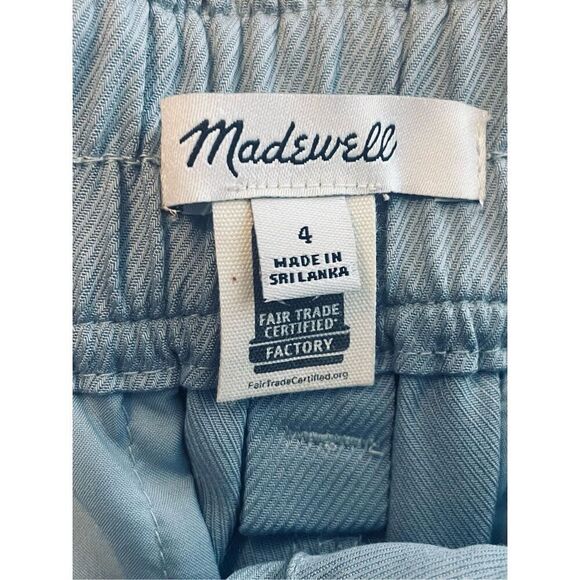 Madewell
4
MADE IN
SRI LANKA
FAIR TRADE
CERTIFIED
FACTORY
FairTradeCertified.org